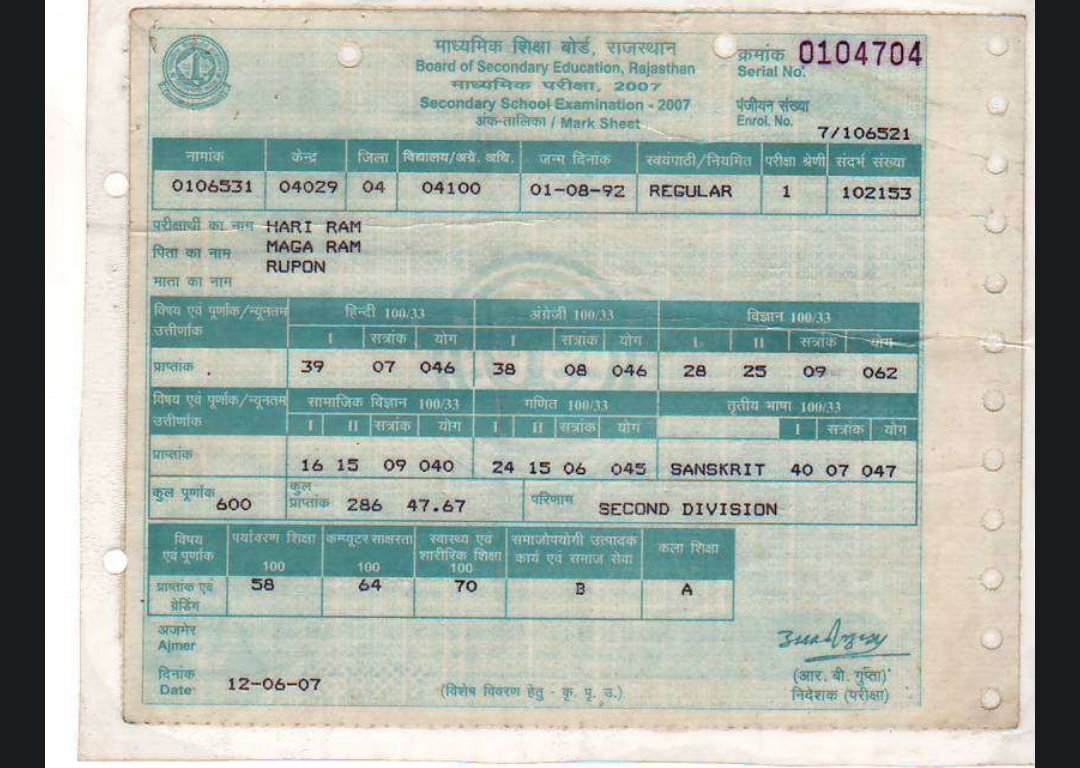 माध्यमिक शिक्षा बोर्ड, राजस्थान
Board of Secondary Education, Rajasthan
माध्यमिक परीक्षा, 2007
Secondary School Examination - 2007
अंक-तालिका / Mark Sheet
क्रमांक 0104704
Serial No.
पंजीयन संख्या
Enrol. No. 7/106521
नामांक केन्द्र जिला विद्यालय/अग्रे. अधि. जन्म दिनांक स्वयंपाठी/नियमित परीक्षा श्रेणी संदर्भ संख्या
0106531 04029 04 04100 01-08-92 REGULAR 1 102153
परीक्षार्थी का नाम HARI RAM
पिता का नाम MAGA RAM
RUPON
माता का नाम
विषय एवं पूर्णांक/न्यूनतम हिन्दी 100/33 अंग्रेजी 100/33 विज्ञान 100/33
उत्तीर्णांक I सत्रांक योग I सत्रांक योग I II सत्रांक योग
प्राप्तांक 39 07 046 38 08 046 28 25 09 062
विषय एवं पूर्णांक/न्यूनतम सामाजिक विज्ञान 100/33 गणित 100/33 तृतीय भाषा 100/33
उत्तीर्णांक I II सत्रांक योग I II सत्रांक योग I सत्रांक योग
प्राप्तांक 16 15 09 040 24 15 06 045 SANSKRIT 40 07 047
कुल पूर्णांक 600 कुल प्राप्तांक 286 47.67 परिणाम SECOND DIVISION
विषय एवं पूर्णांक पर्यावरण शिक्षा 100 कम्प्यूटर साक्षरता 100 स्वास्थ्य एवं शारीरिक शिक्षा 100 समाजोपयोगी उत्पादक कार्य एवं समाज सेवा कला शिक्षा
प्राप्तांक एवं ग्रेडिंग 58 64 70 B A
अजमेर
Ajmer
दिनांक
Date 12-06-07
(विशेष विवरण हेतु - कृ. पृ. उ.)
(आर. बी. गुप्ता)
निदेशक (परीक्षा)